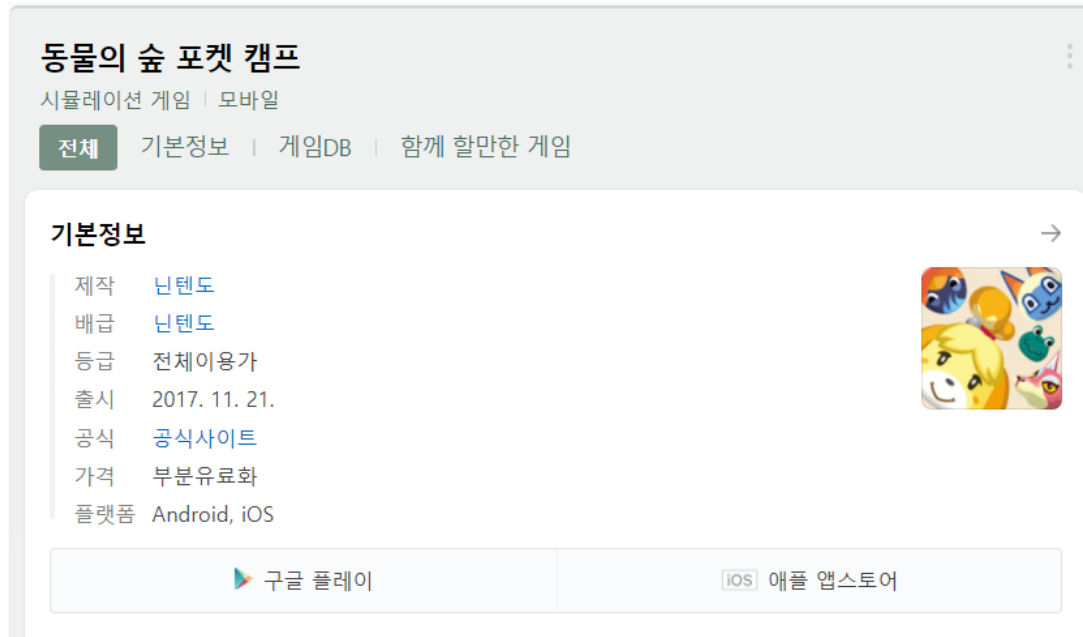 동물의 숲 포켓 캠프
시뮬레이션 게임 | 모바일
전체 기본정보 | 게임DB | 함께 할만한 게임
기본정보
제작 닌텐도
배급 닌텐도
등급 전체이용가
출시 2017. 11. 21.
공식 공식사이트
가격 부분유료화
플랫폼 Android, iOS
구글 플레이 iOS 애플 앱스토어